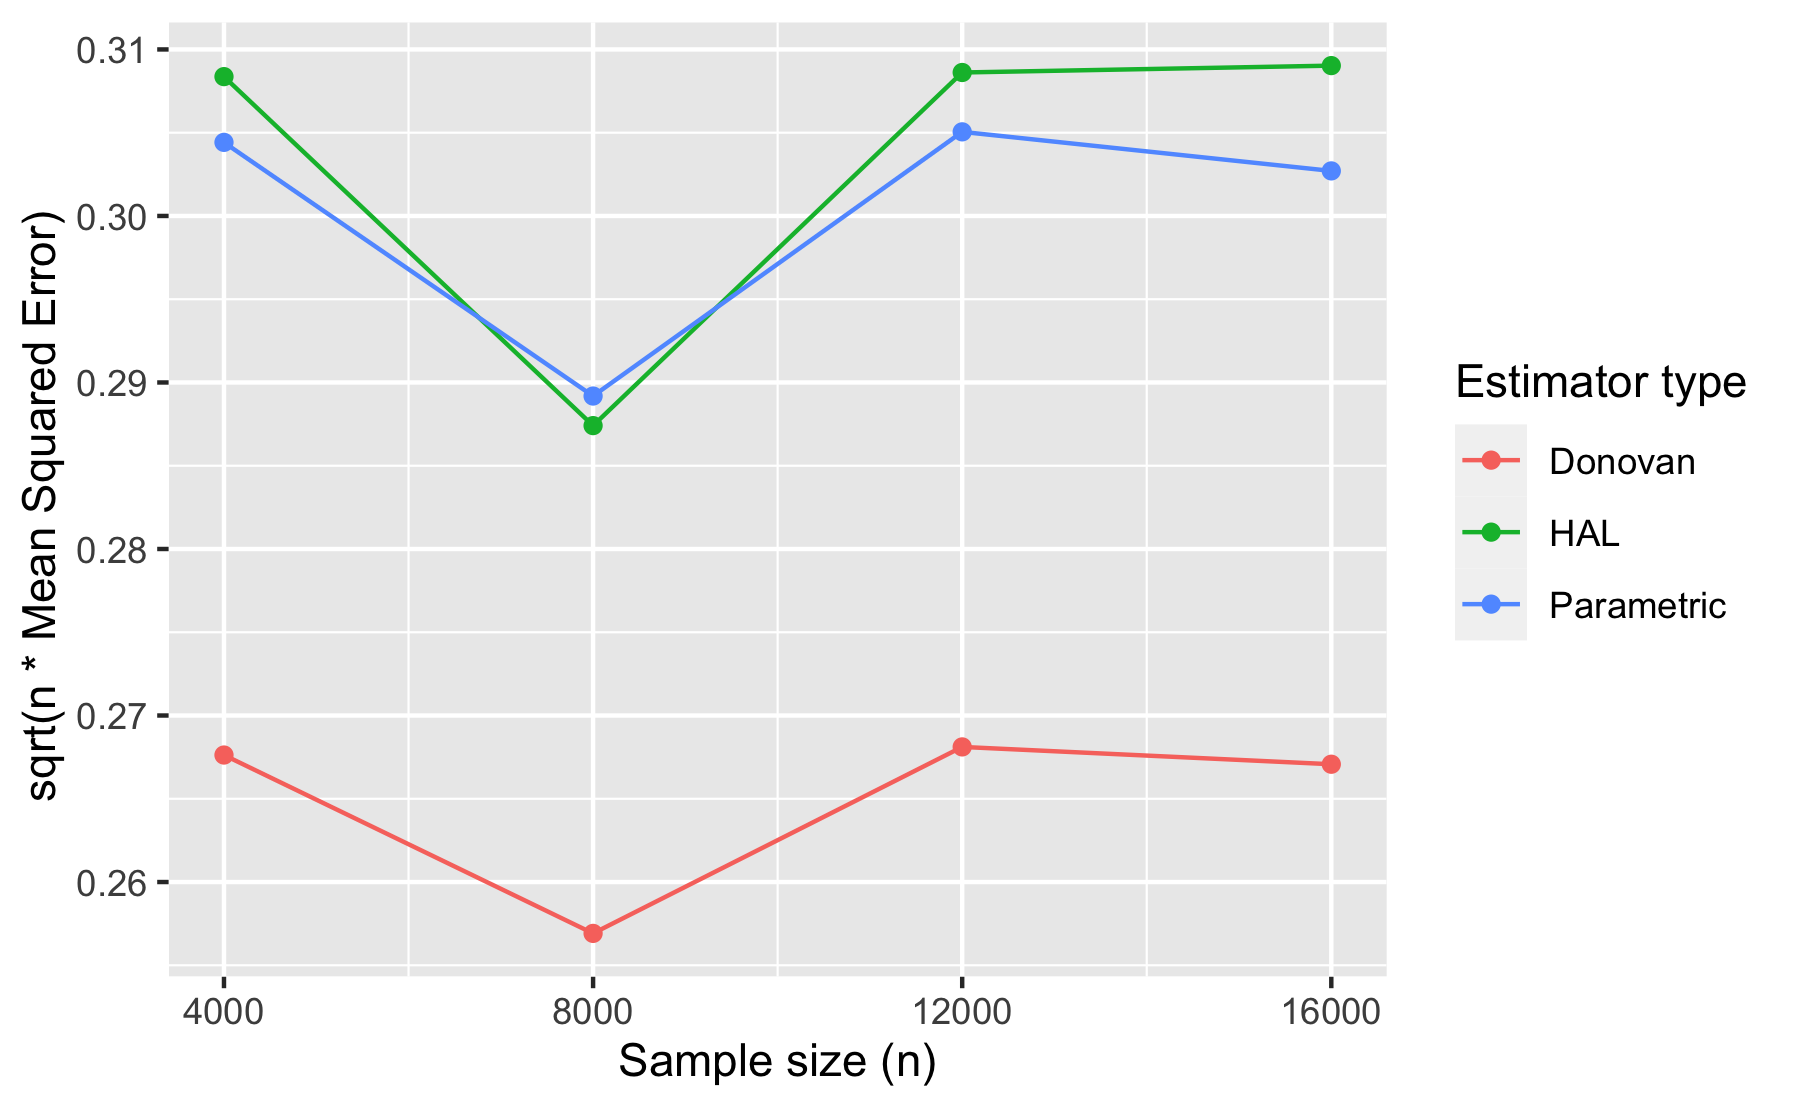 0.31
0.30
0.29
0.28
0.27
0.26
sqrt(n * Mean Squared Error)
4000 8000 12000 16000
Sample size (n)
Estimator type
Donovan
HAL
Parametric